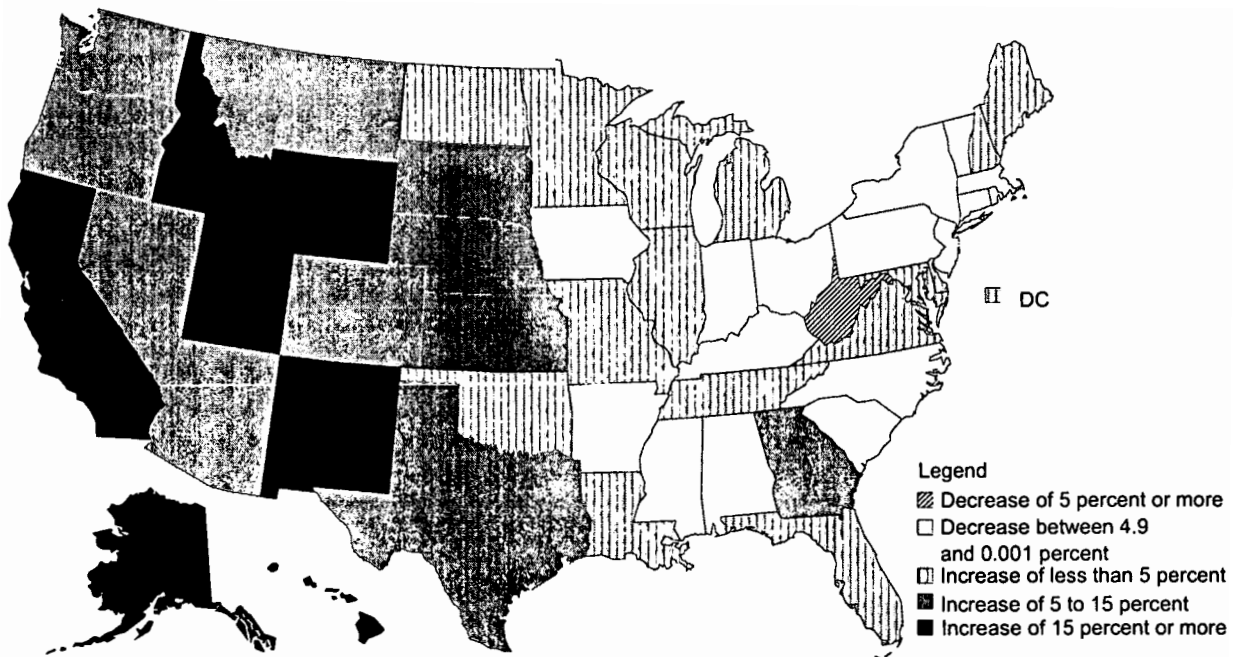 DC
Legend
Decrease of 5 percent or more
Decrease between 4.9
and 0.001 percent
Increase of less than 5 percent
Increase of 5 to 15 percent
Increase of 15 percent or more